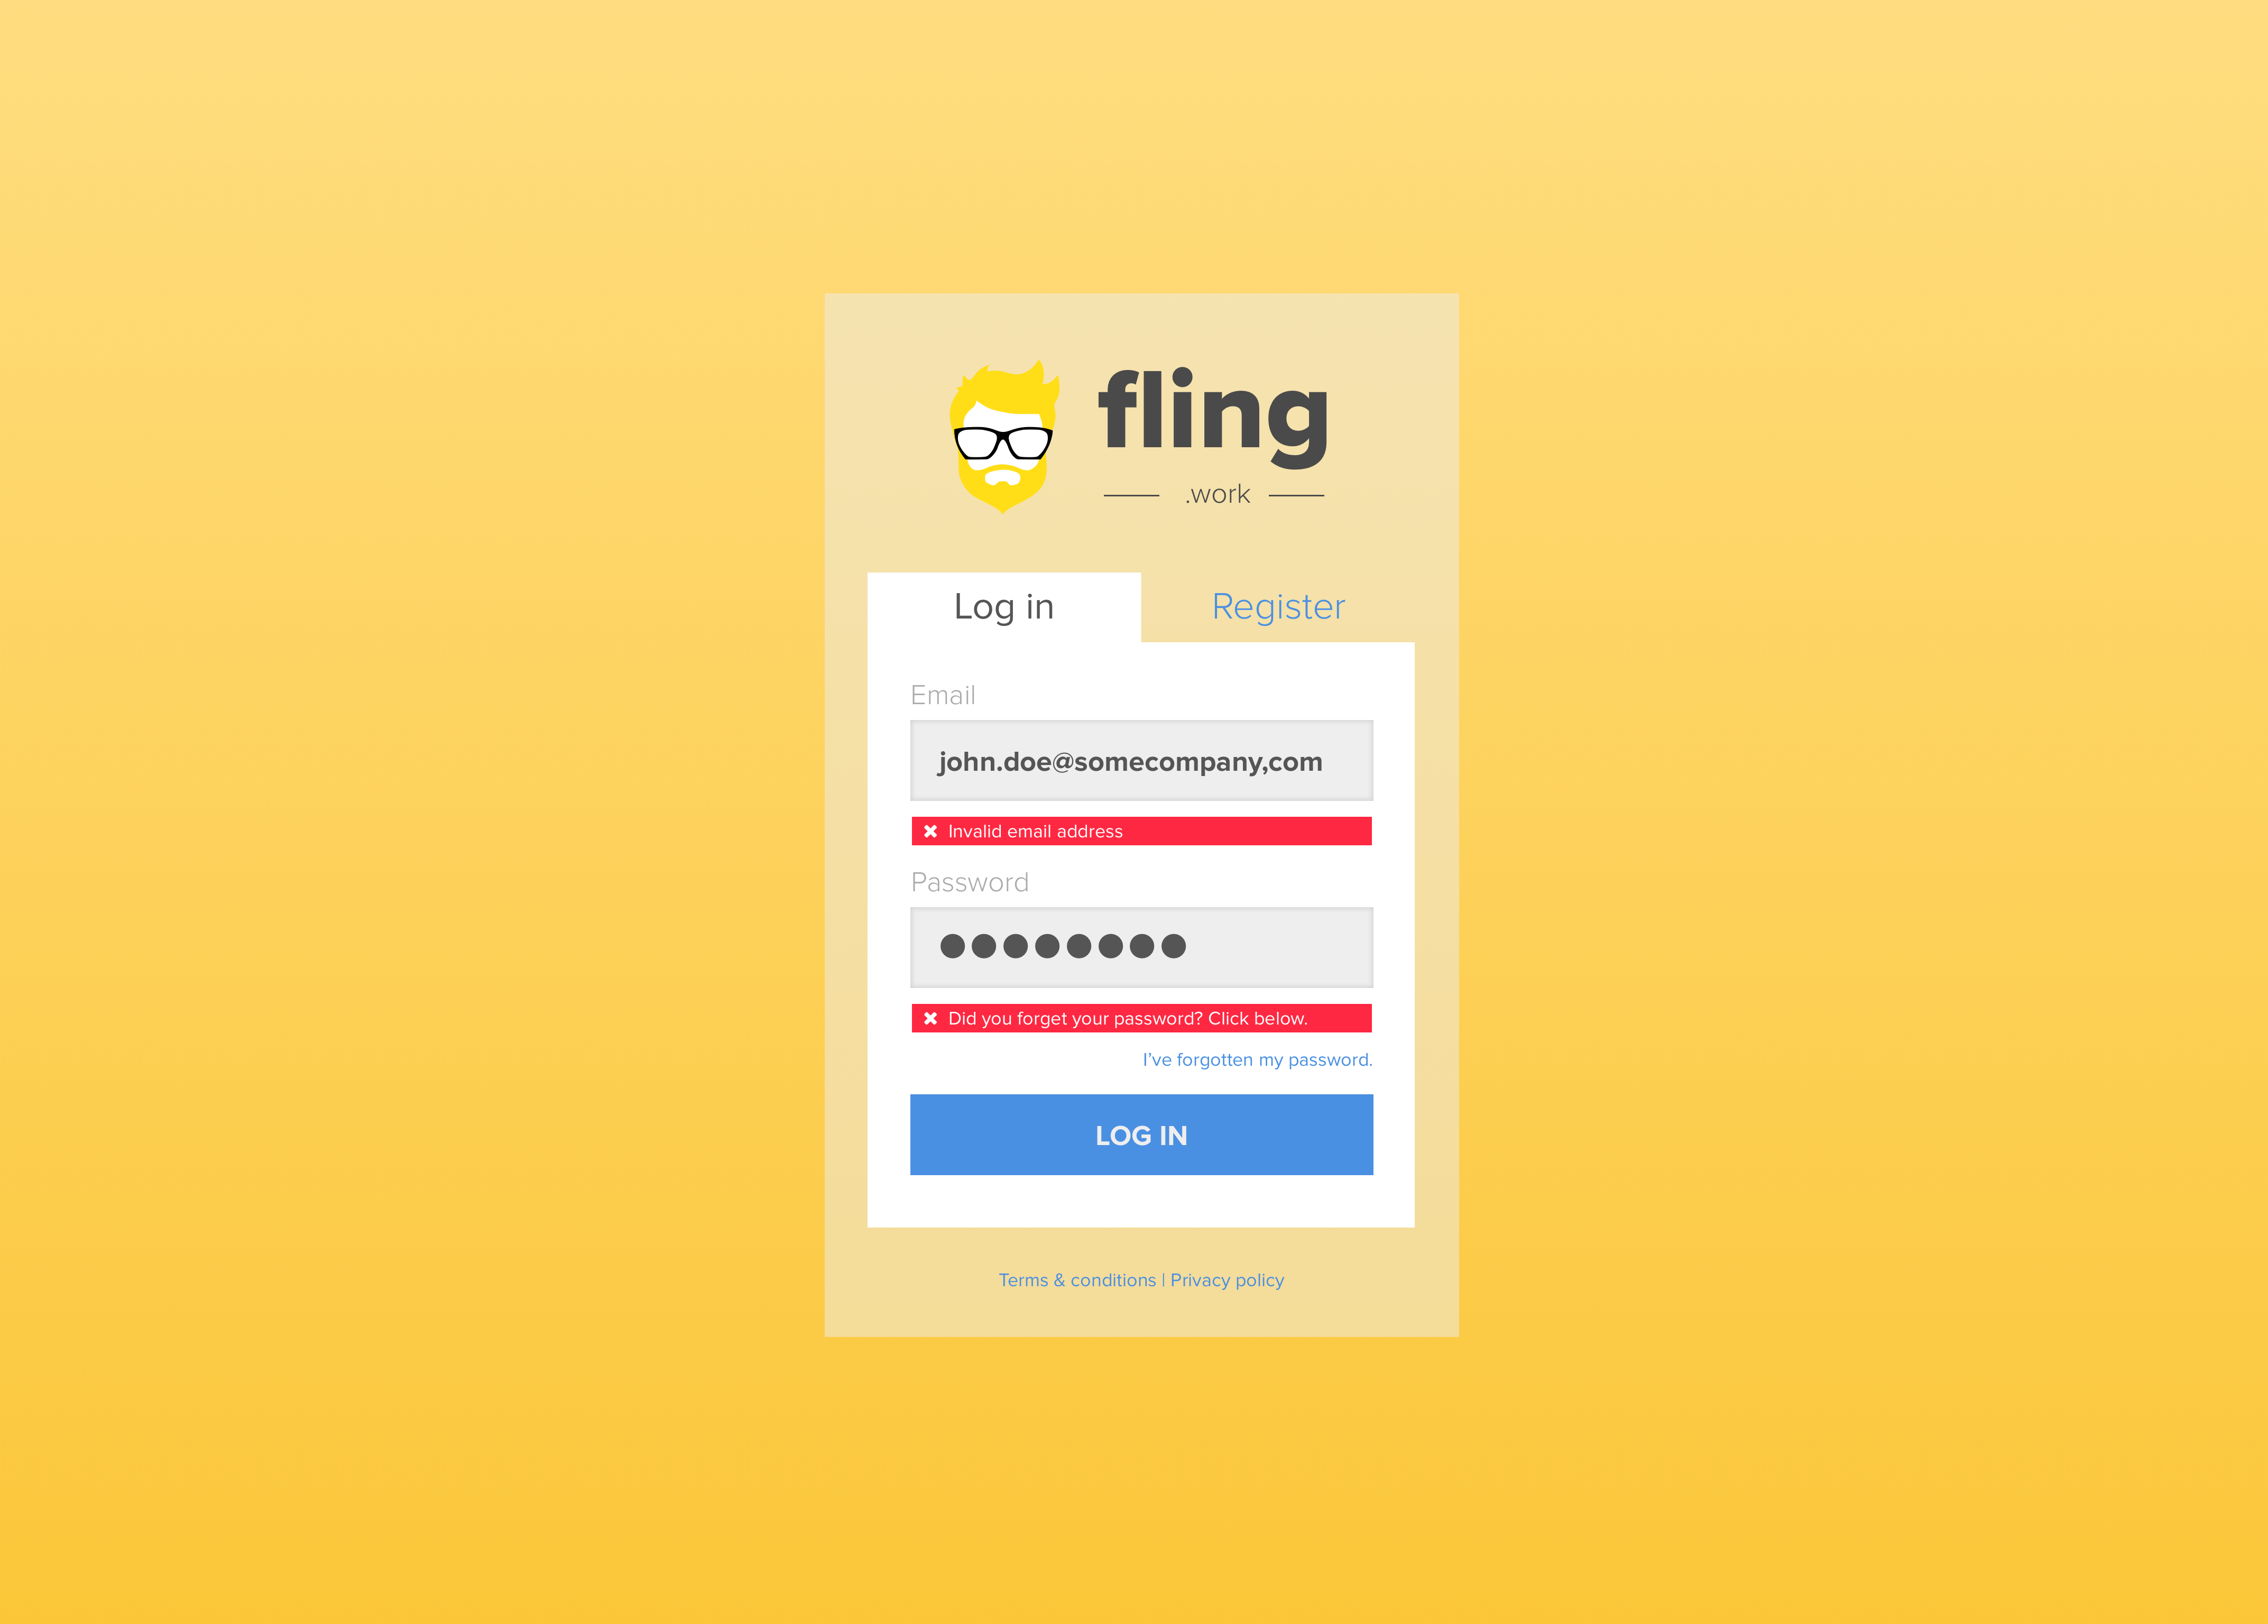 fling
.work
Log in
Register
Email
john.doe@somecompany,com
Invalid email address
Password
Did you forget your password? Click below.
I’ve forgotten my password.
LOG IN
Terms & conditions | Privacy policy